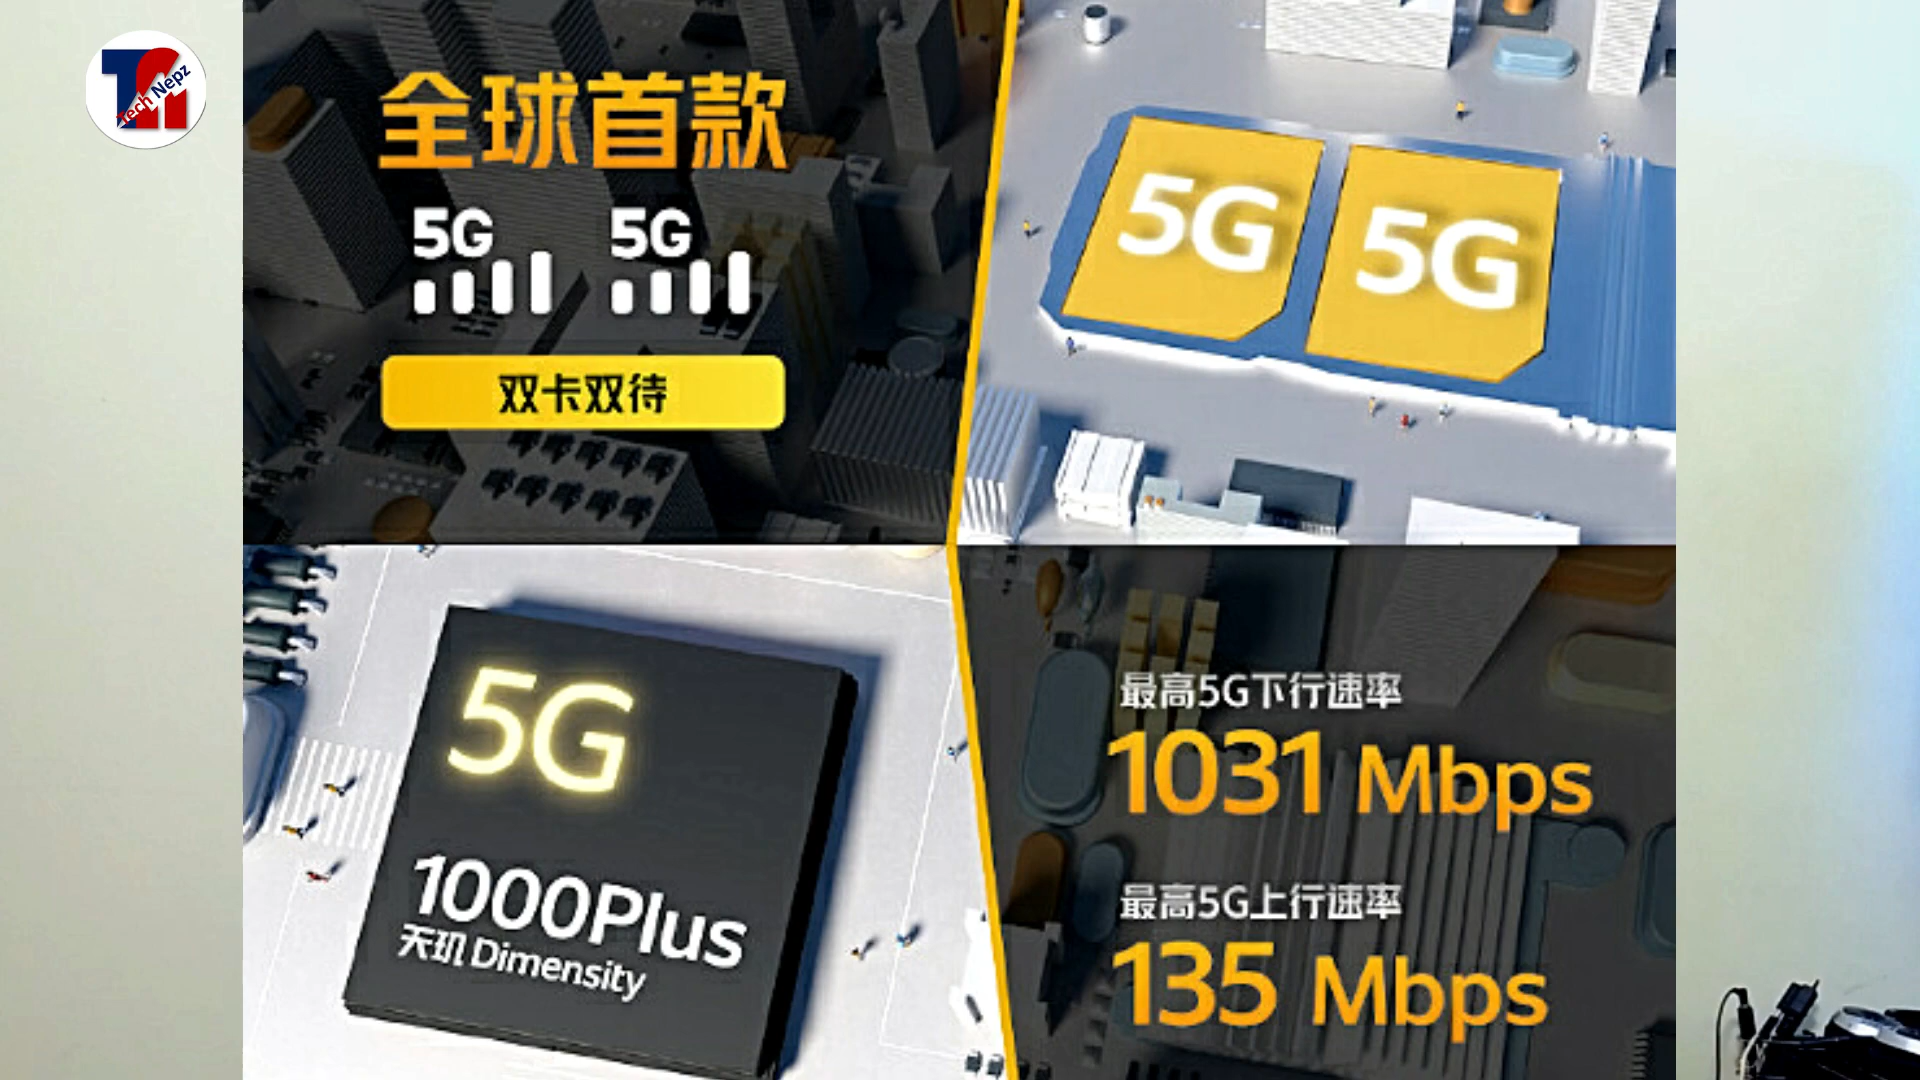 Tech Nepz
全球首款
5G 5G
双卡双待
5G 5G
5G
1000Plus
天玑 Dimensity
最高5G下行速率
1031 Mbps
最高5G上行速率
135 Mbps